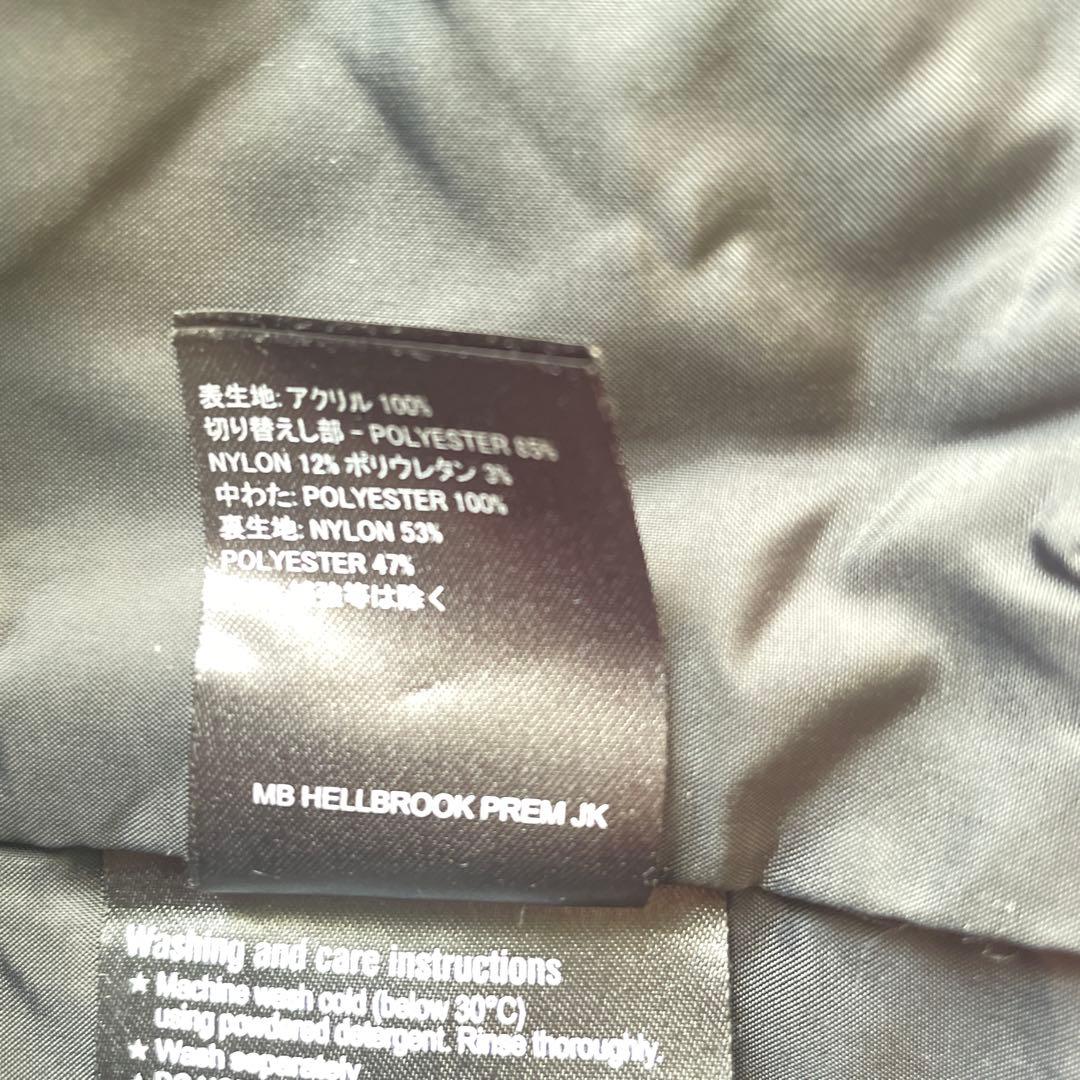 表生地: アクリル 100%
切り替えし部 - POLYESTER 85%
NYLON 12% ポリウレタン 3%
中わた: POLYESTER 100%
裏生地: NYLON 53%
POLYESTER 47%
等は除く
MB HELLBROOK PREM JK
Washing and care instructions
★ Machine wash cold (below 30°C)
using powdered detergent. Rinse thoroughly.
★ Wash separately
★